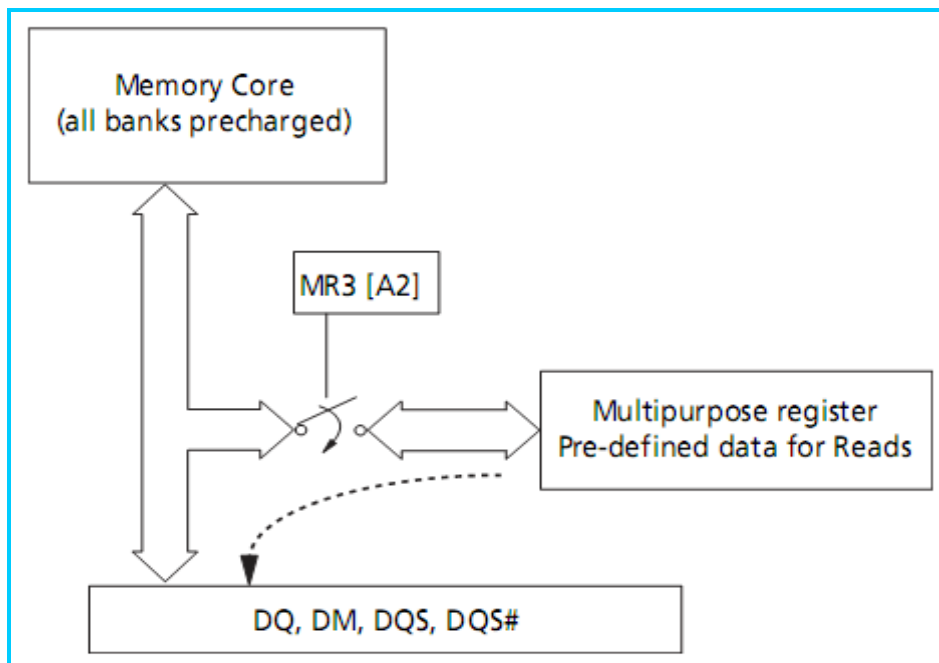 Memory Core
(all banks precharged)
MR3 [A2]
Multipurpose register
Pre-defined data for Reads
DQ, DM, DQS, DQS#